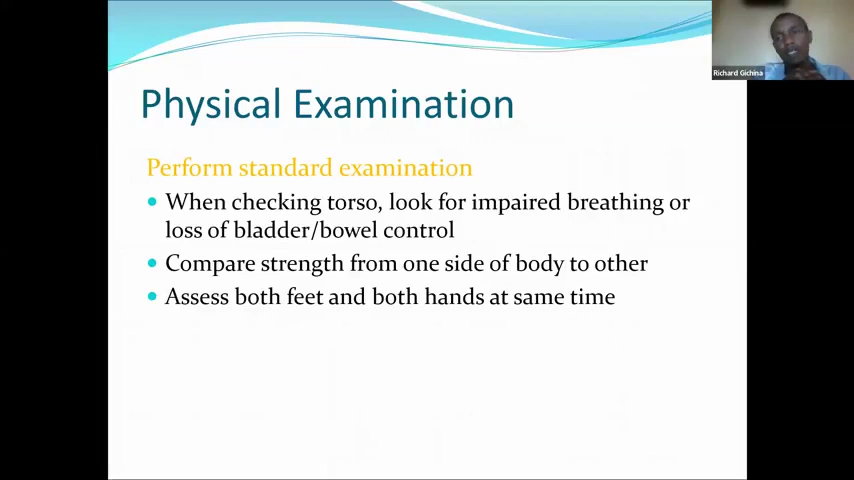 Richard Gichina
Physical Examination
Perform standard examination
When checking torso, look for impaired breathing or
loss of bladder/bowel control
Compare strength from one side of body to other
Assess both feet and both hands at same time